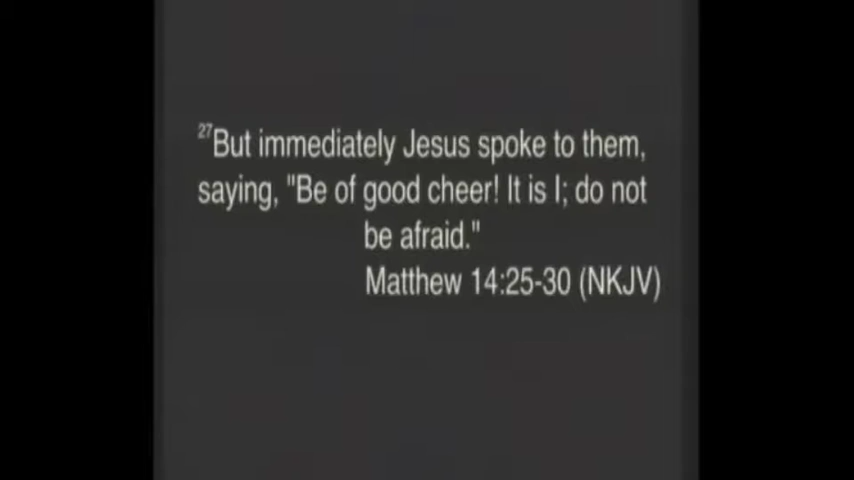 27But immediately Jesus spoke to them,
saying, "Be of good cheer! It is I; do not
be afraid."
Matthew 14:25-30 (NKJV)